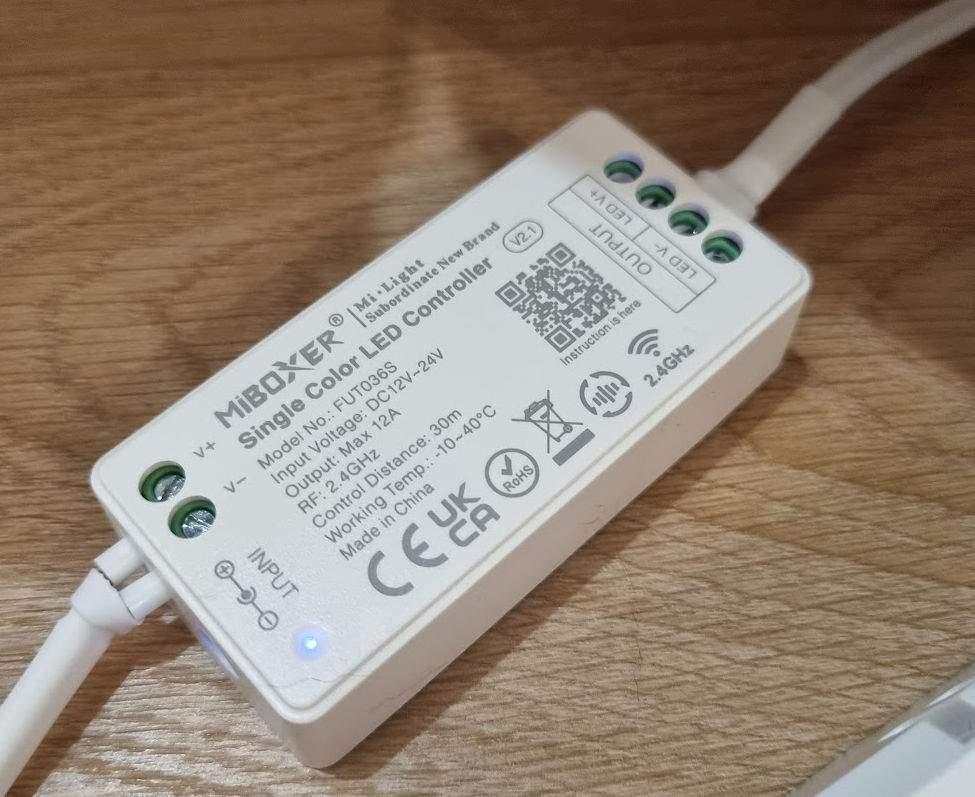 MiBOXER® | Mi·Light
Subordinate New Brand
Single Color LED Controller
V2.1
Model No.: FUT036S
Input Voltage: DC12V~24V
Output: Max 12A
RF: 2.4GHz
Control Distance: 30m
Working Temp.: -10~40°C
Made in China
CE UK
CA
RoHS
2.4GHz
Instruction is here
OUTPUT
LED V+
LED V-
V+
V−
INPUT
+
−